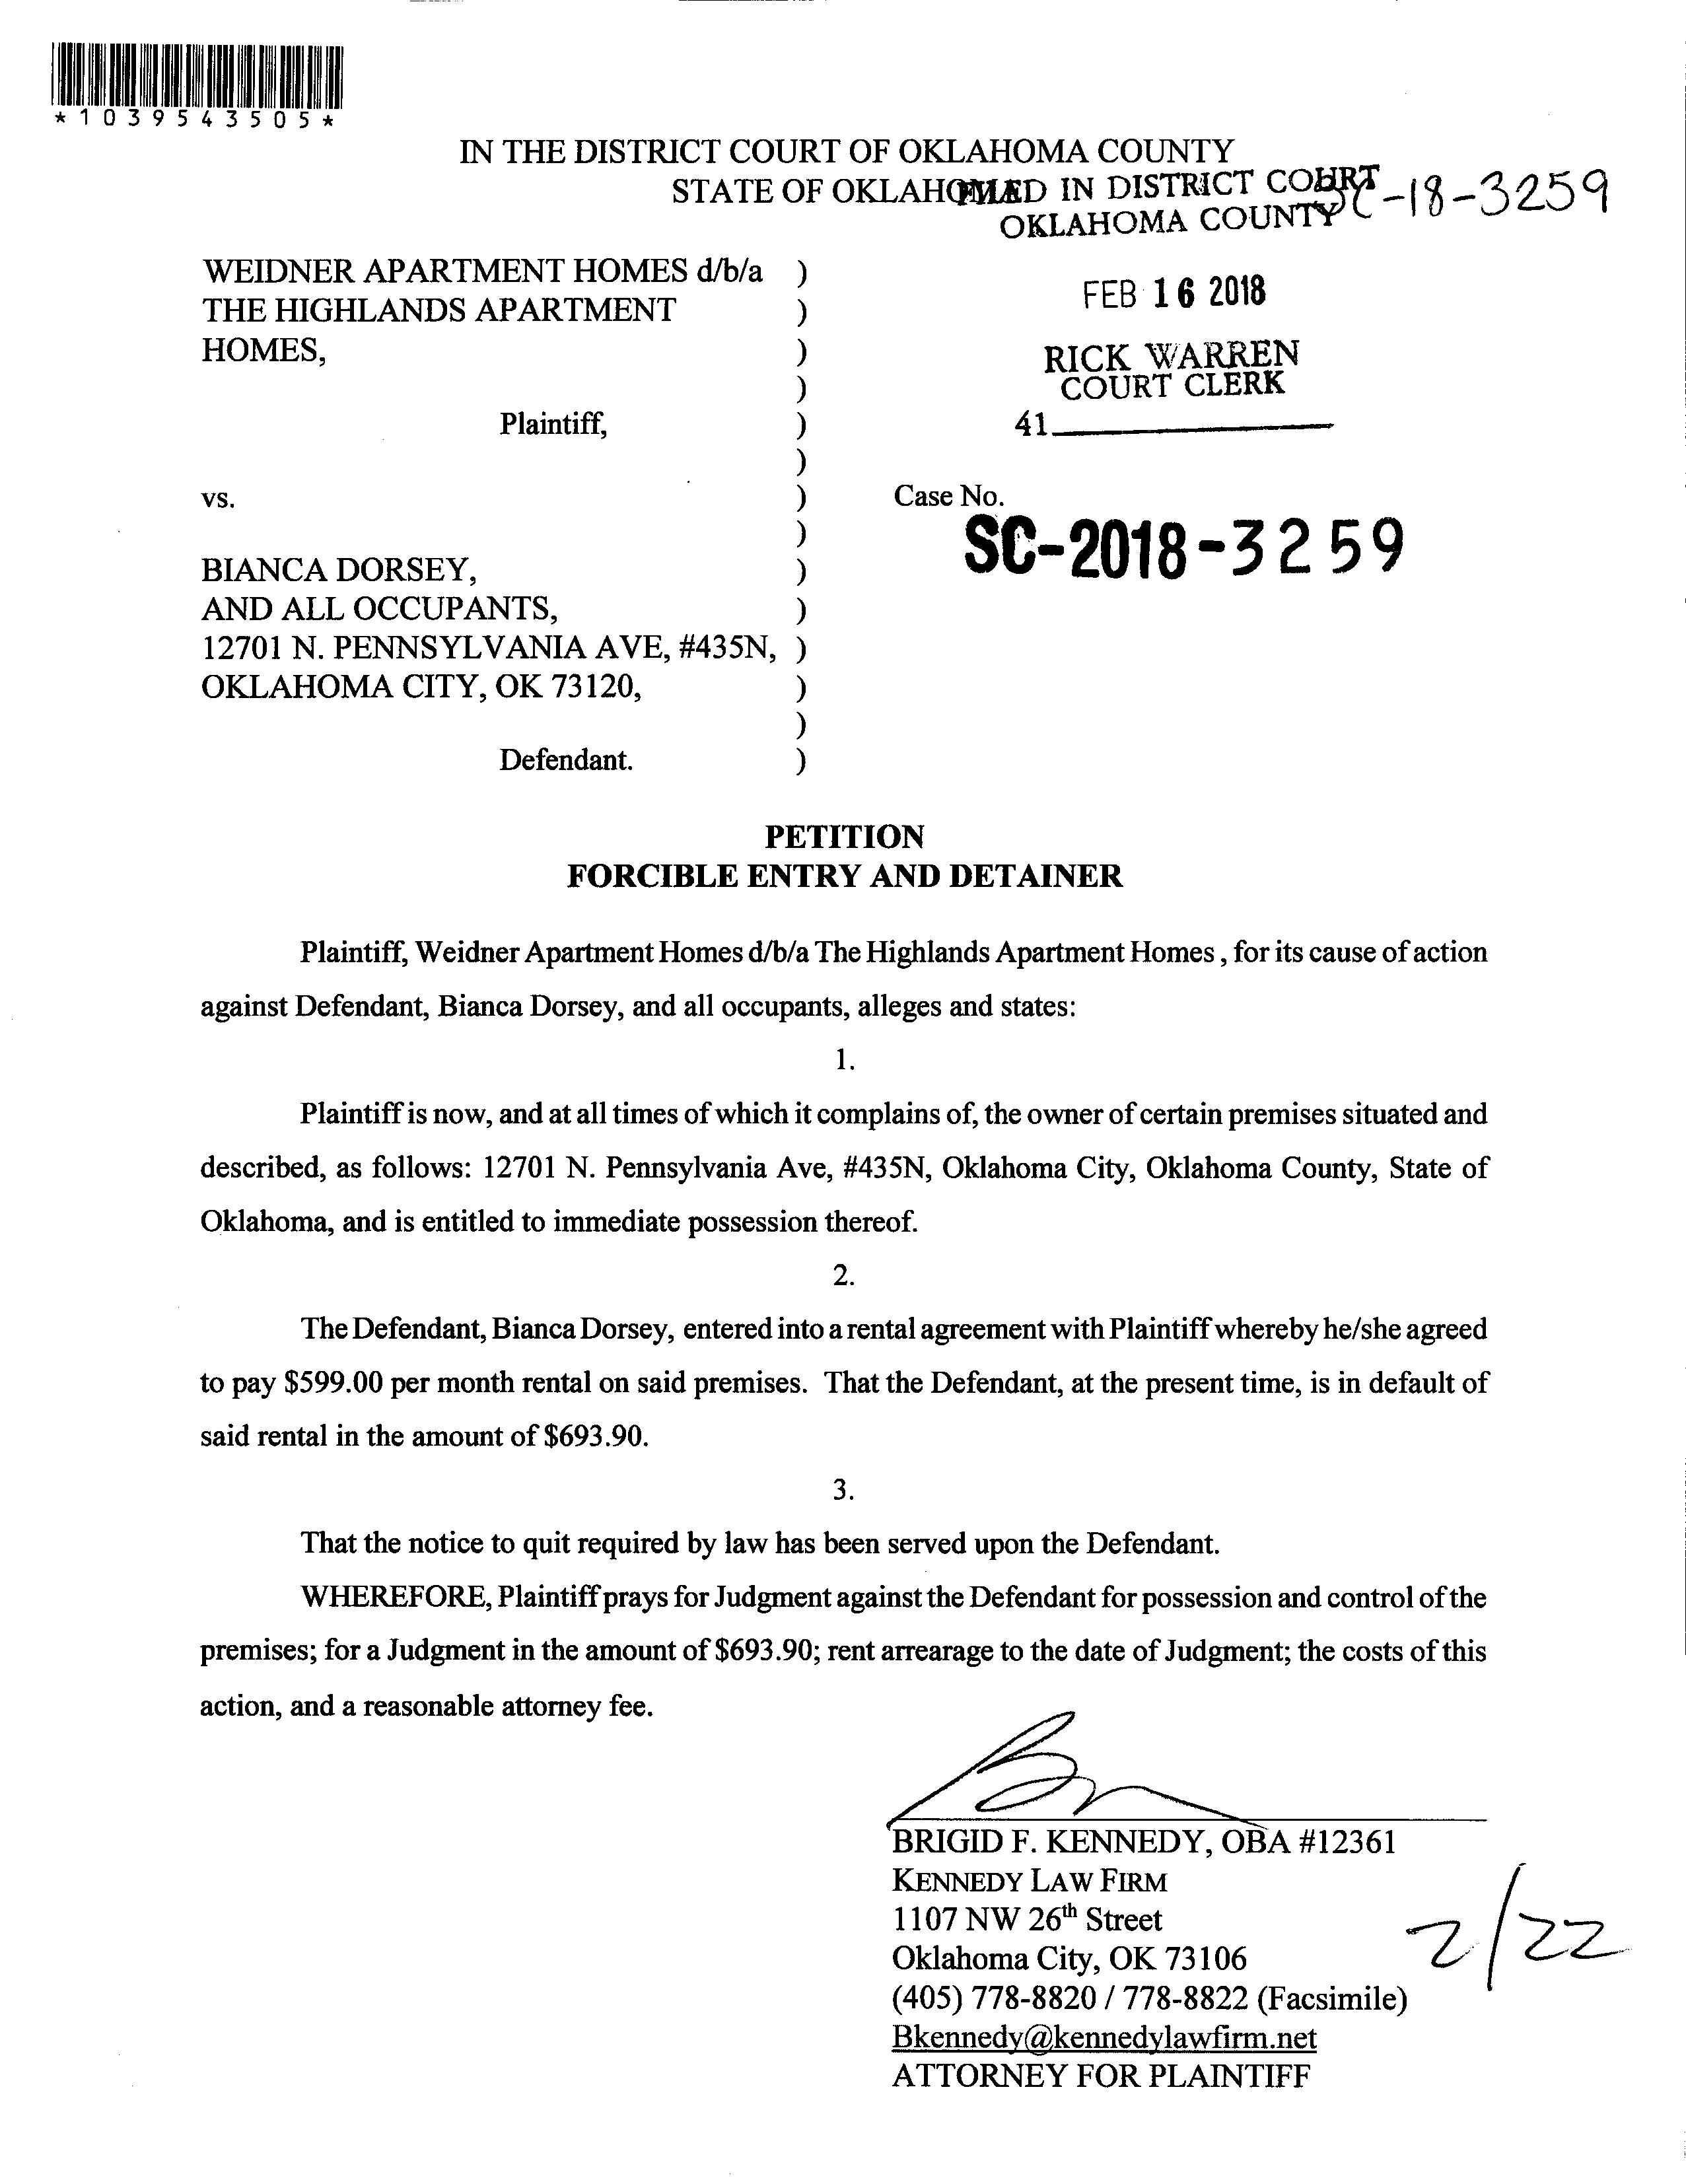 *1039543505*
IN THE DISTRICT COURT OF OKLAHOMA COUNTY
STATE OF OKLAHOMA
FILED IN DISTRICT COURT
OKLAHOMA COUNTY
SC-18-3259
WEIDNER APARTMENT HOMES d/b/a )
THE HIGHLANDS APARTMENT )
HOMES, )
)
Plaintiff, )
)
vs. )
)
BIANCA DORSEY, )
AND ALL OCCUPANTS, )
12701 N. PENNSYLVANIA AVE, #435N, )
OKLAHOMA CITY, OK 73120, )
)
Defendant. )
FEB 16 2018
RICK WARREN
COURT CLERK
41
Case No.
SC-2018-3259
PETITION
FORCIBLE ENTRY AND DETAINER
Plaintiff, Weidner Apartment Homes d/b/a The Highlands Apartment Homes , for its cause of action
against Defendant, Bianca Dorsey, and all occupants, alleges and states:
1.
Plaintiff is now, and at all times of which it complains of, the owner of certain premises situated and
described, as follows: 12701 N. Pennsylvania Ave, #435N, Oklahoma City, Oklahoma County, State of
Oklahoma, and is entitled to immediate possession thereof.
2.
The Defendant, Bianca Dorsey, entered into a rental agreement with Plaintiff whereby he/she agreed
to pay $599.00 per month rental on said premises. That the Defendant, at the present time, is in default of
said rental in the amount of $693.90.
3.
That the notice to quit required by law has been served upon the Defendant.
WHEREFORE, Plaintiff prays for Judgment against the Defendant for possession and control of the
premises; for a Judgment in the amount of $693.90; rent arrearage to the date of Judgment; the costs of this
action, and a reasonable attorney fee.
BRIGID F. KENNEDY, OBA #12361
KENNEDY LAW FIRM
1107 NW 26th Street
Oklahoma City, OK 73106
(405) 778-8820 / 778-8822 (Facsimile)
Bkennedy@kennedylawfirm.net
ATTORNEY FOR PLAINTIFF
2/22